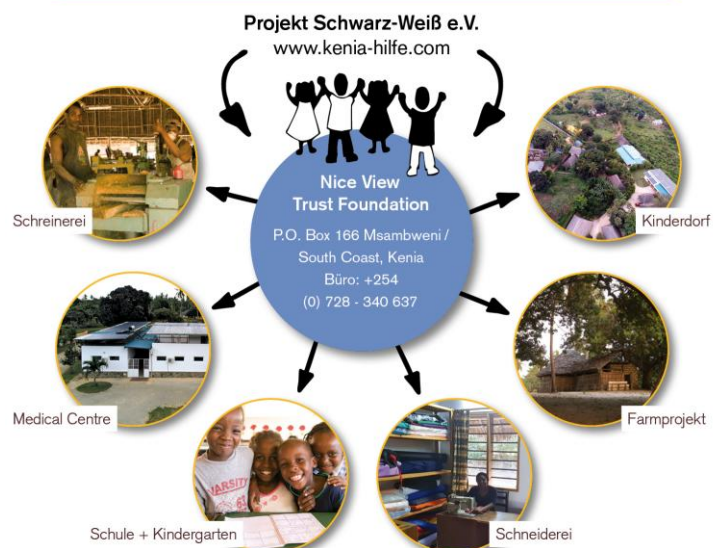 Projekt Schwarz-Weiß e.V.
www.kenia-hilfe.com
Nice View
Trust Foundation
P.O. Box 166 Msambweni /
South Coast, Kenia
Büro: +254
(0) 728 - 340 637
Schreinerei
Kinderdorf
Medical Centre
Farmprojekt
VARSITY
Schule + Kindergarten
Schneiderei